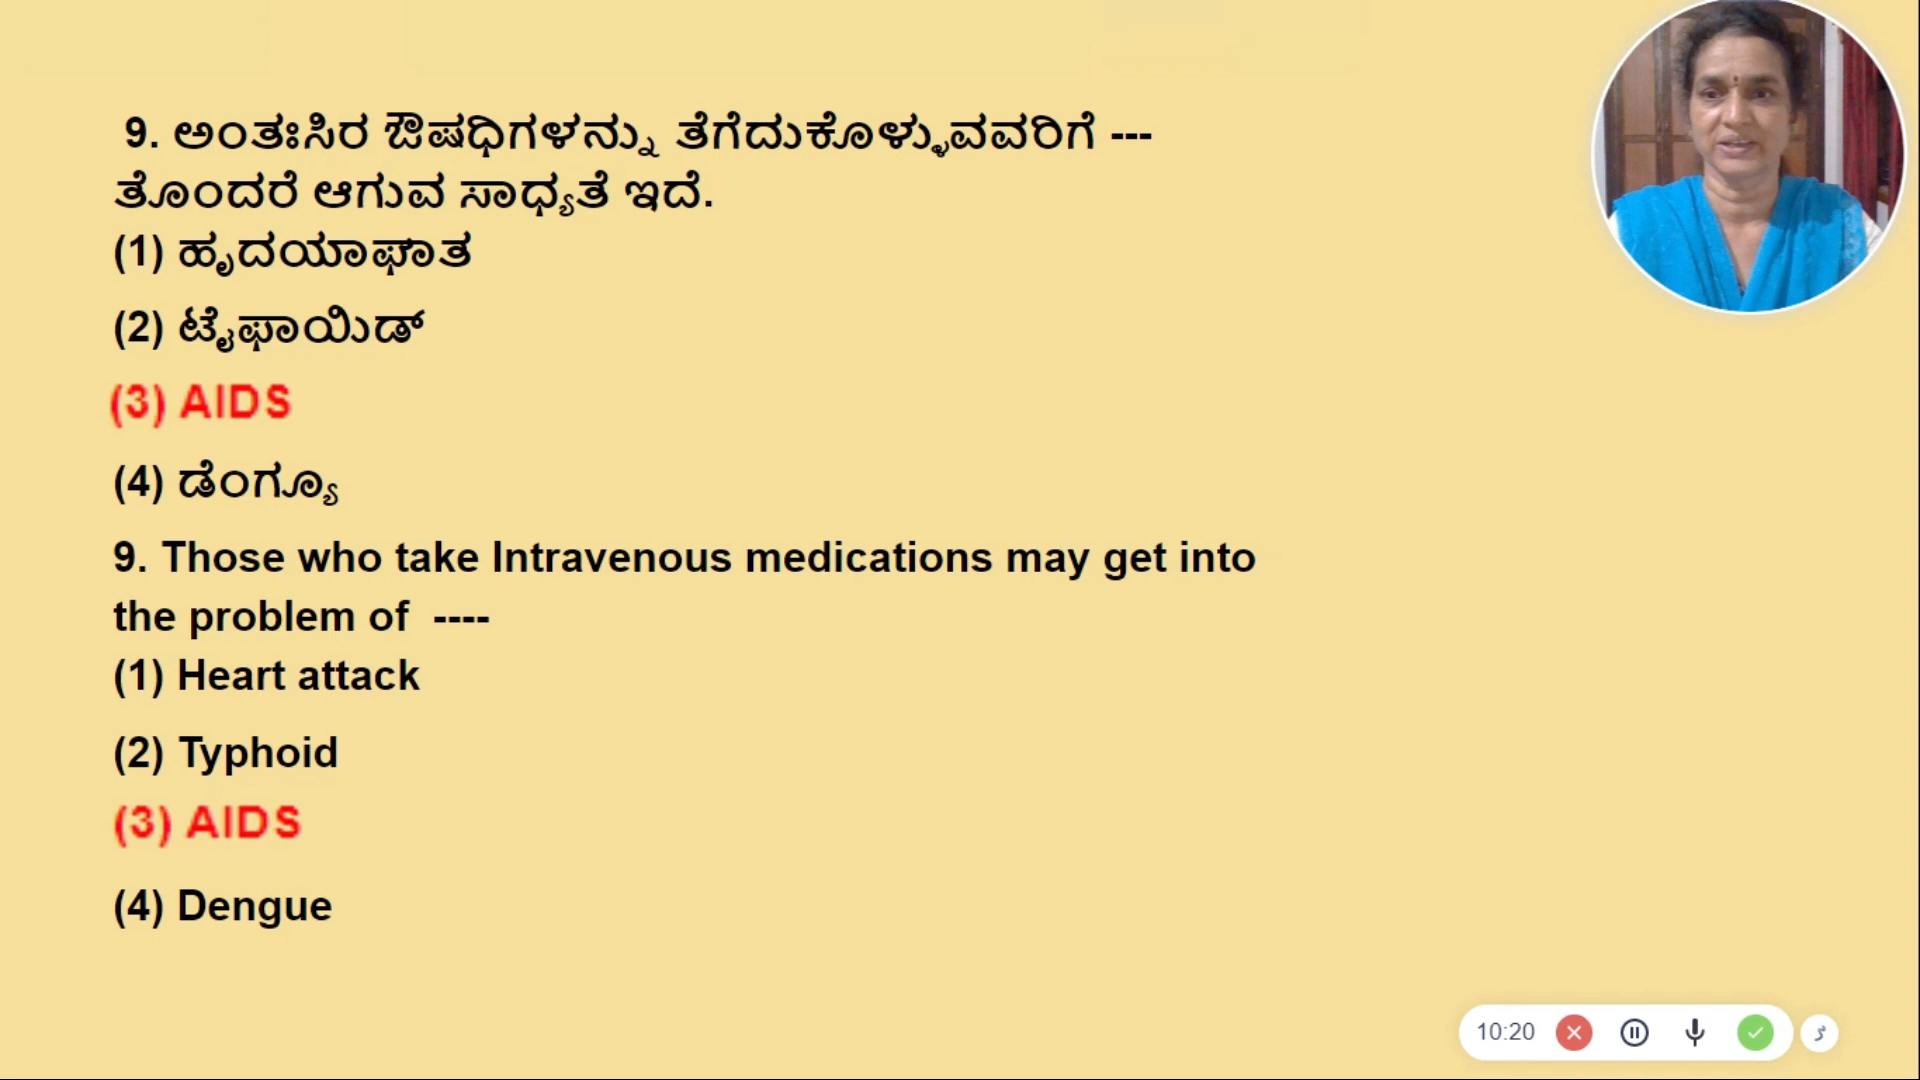 9. ಅಂತಃಸಿರ ಔಷಧಿಗಳನ್ನು ತೆಗೆದುಕೊಳ್ಳುವವರಿಗೆ ---
ತೊಂದರೆ ಆಗುವ ಸಾಧ್ಯತೆ ಇದೆ.
(1) ಹೃದಯಾಘಾತ
(2) ಟೈಫಾಯಿಡ್
(3) AIDS
(4) ಡೆಂಗ್ಯೂ
9. Those who take Intravenous medications may get into
the problem of ----
(1) Heart attack
(2) Typhoid
(3) AIDS
(4) Dengue
10:20